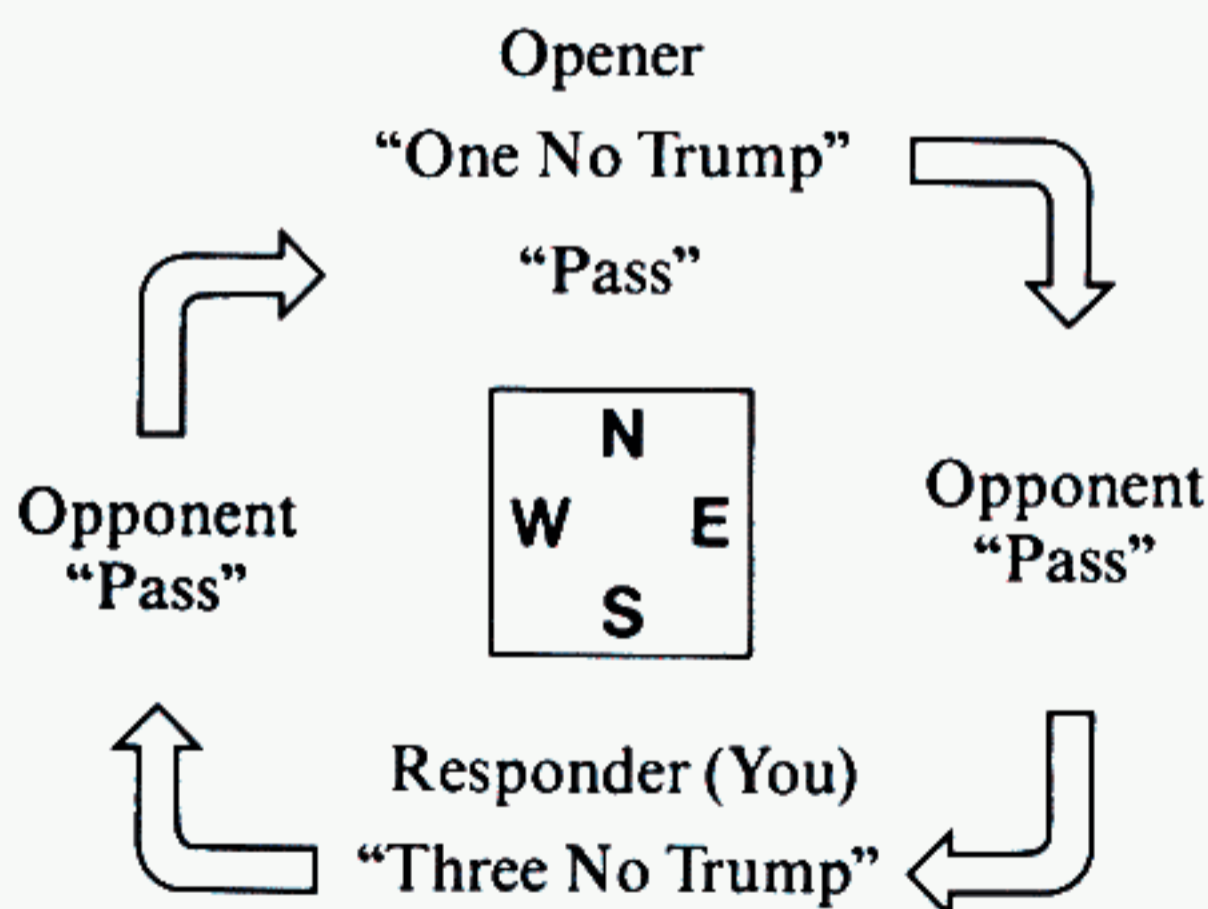 Opener
“One No Trump”
“Pass”
N
W E
S
Opponent
“Pass”
Opponent
“Pass”
Responder (You)
“Three No Trump”